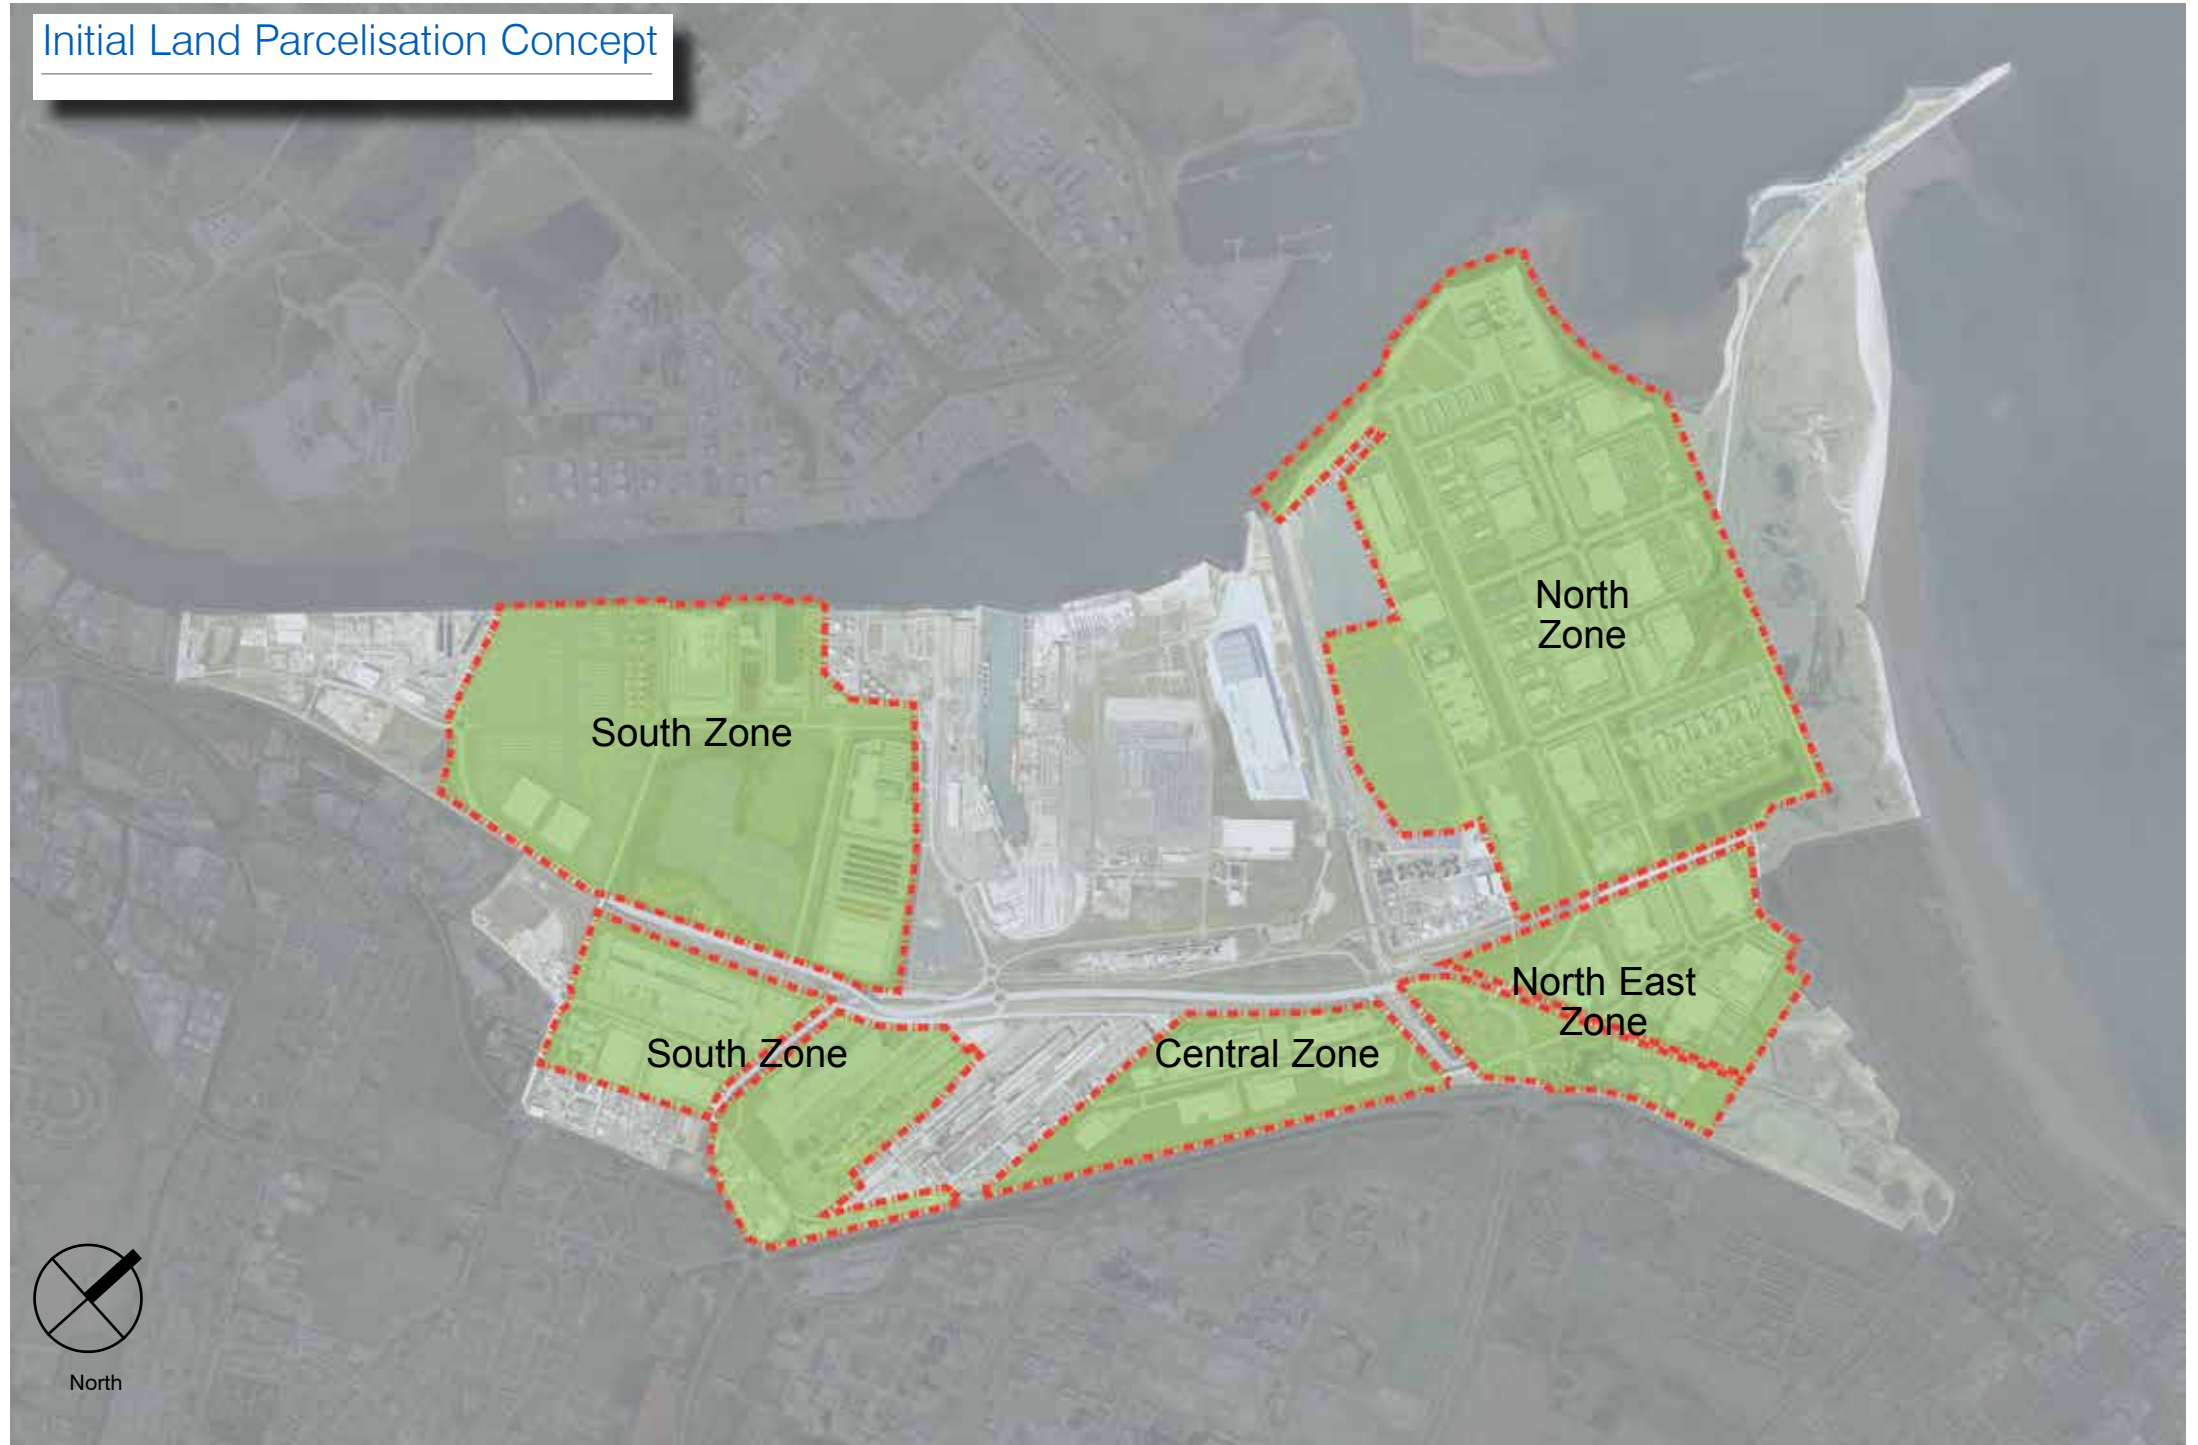 Initial Land Parcelisation Concept
North
Zone
South Zone
North East
Zone
South Zone
Central Zone
North